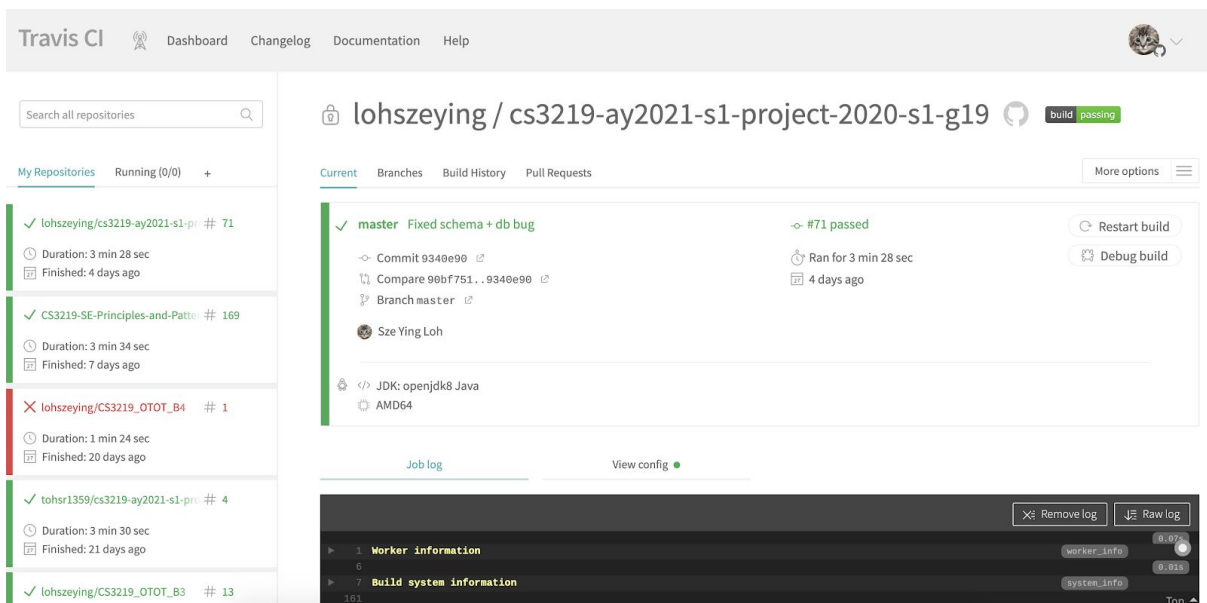 Travis CI
Dashboard
Changelog
Documentation
Help
Search all repositories
My Repositories
Running (0/0)
+
lohszeying/cs3219-ay2021-s1-pr
# 71
Duration: 3 min 28 sec
Finished: 4 days ago
CS3219-SE-Principles-and-Patte
# 169
Duration: 3 min 34 sec
Finished: 7 days ago
lohszeying/CS3219_OTOT_B4
# 1
Duration: 1 min 24 sec
Finished: 20 days ago
tohsr1359/cs3219-ay2021-s1-pro
# 4
Duration: 3 min 30 sec
Finished: 21 days ago
lohszeying/CS3219_OTOT_B3
# 13
lohszeying / cs3219-ay2021-s1-project-2020-s1-g19
build passing
Current
Branches
Build History
Pull Requests
More options
master Fixed schema + db bug
Commit 9340e90
Compare 90bf751..9340e90
Branch master
Sze Ying Loh
JDK: openjdk8 Java
AMD64
#71 passed
Ran for 3 min 28 sec
4 days ago
Restart build
Debug build
Job log
View config
Remove log
Raw log
0.07s
1 Worker information
worker_info
6
0.01s
7 Build system information
system_info
161
Top